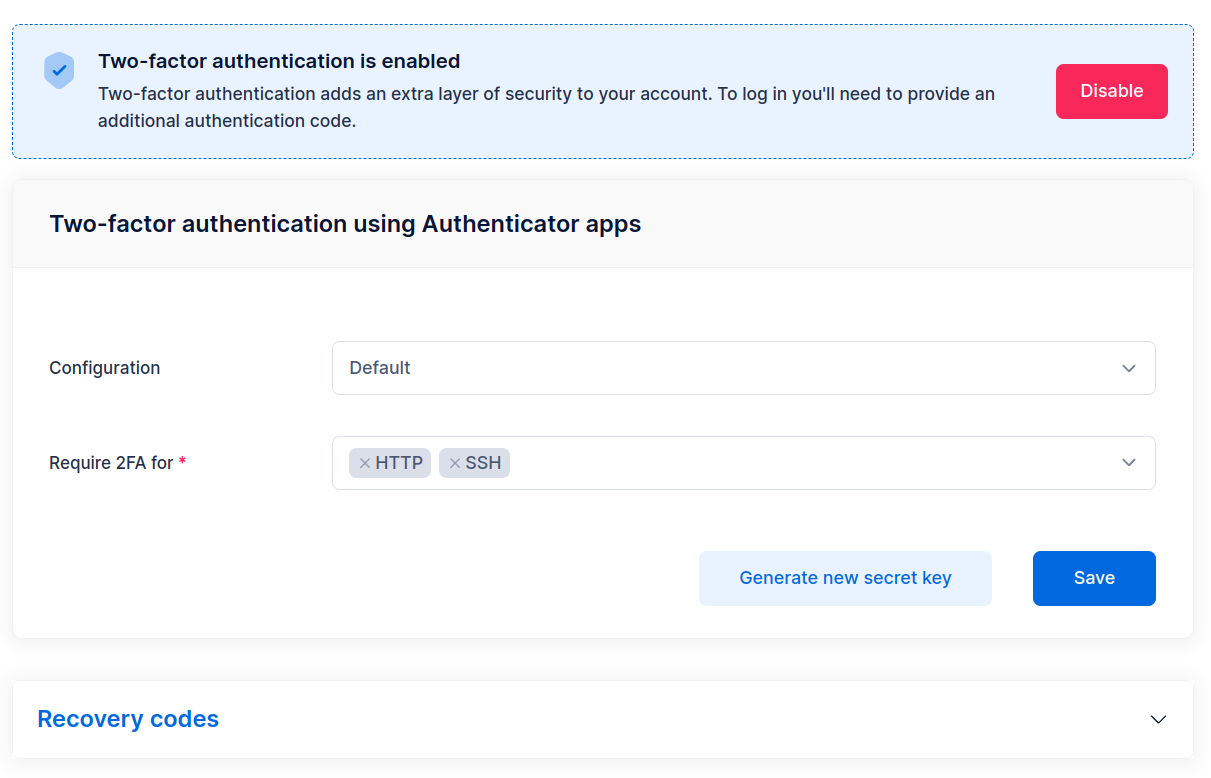 Two-factor authentication is enabled
Two-factor authentication adds an extra layer of security to your account. To log in you'll need to provide an
additional authentication code.
Disable
Two-factor authentication using Authenticator apps
Configuration
Default
Require 2FA for *
HTTP
SSH
Generate new secret key
Save
Recovery codes